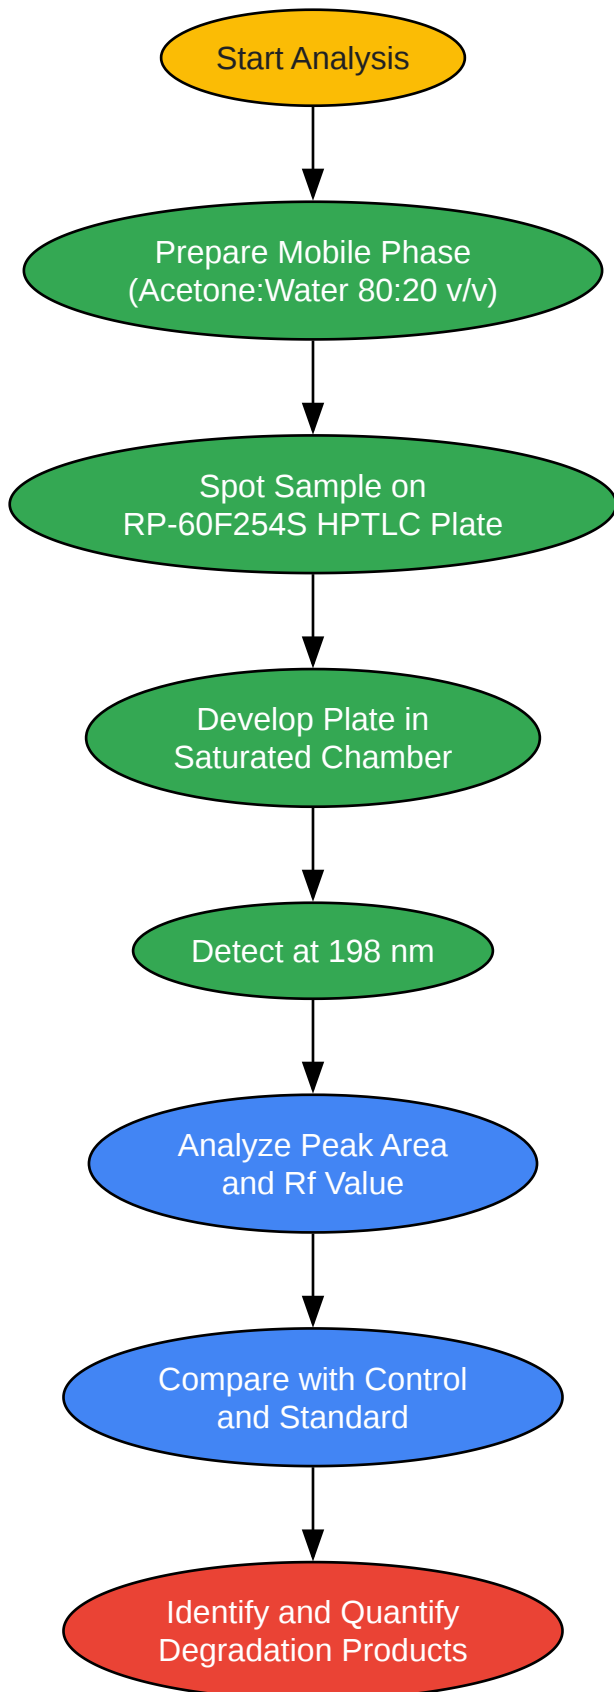 Start Analysis
Prepare Mobile Phase
(Acetone:Water 80:20 v/v)
Spot Sample on
RP-60F254S HPTLC Plate
Develop Plate in
Saturated Chamber
Detect at 198 nm
Analyze Peak Area
and Rf Value
Compare with Control
and Standard
Identify and Quantify
Degradation Products